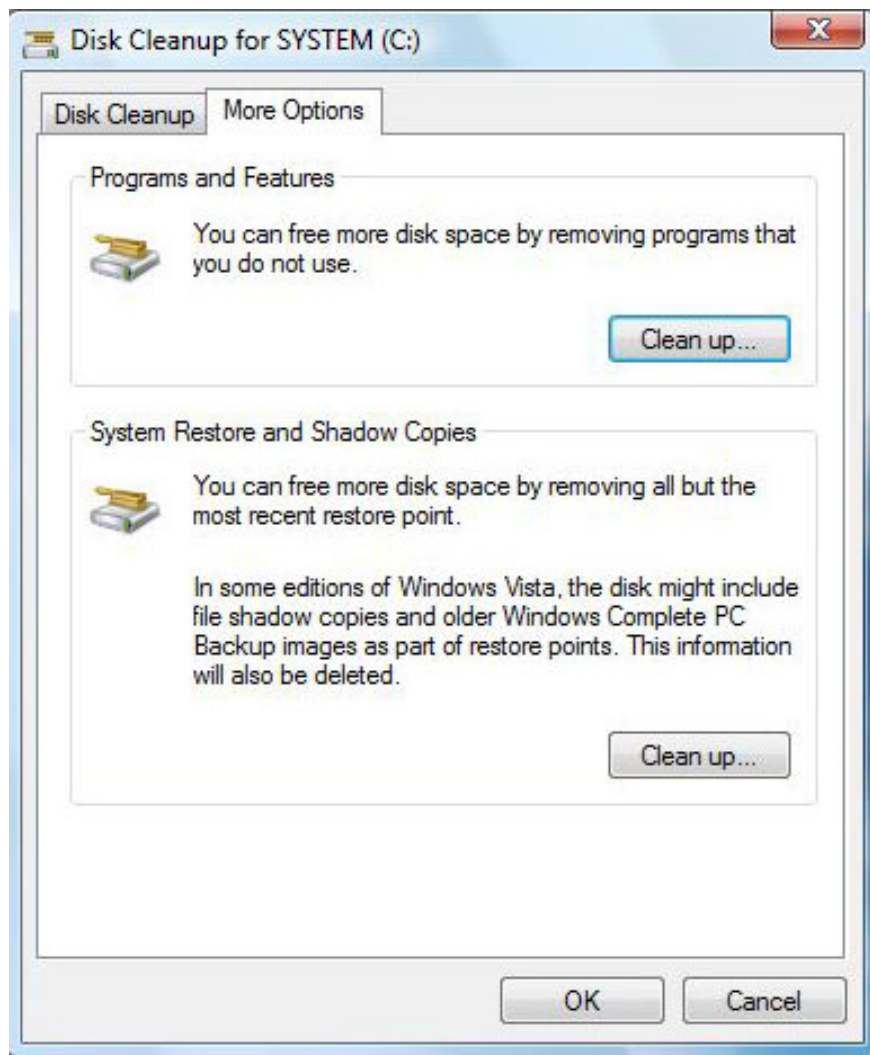 Disk Cleanup for SYSTEM (C:)
Disk Cleanup
More Options
Programs and Features
You can free more disk space by removing programs that
you do not use.
Clean up...
System Restore and Shadow Copies
You can free more disk space by removing all but the
most recent restore point.
In some editions of Windows Vista, the disk might include
file shadow copies and older Windows Complete PC
Backup images as part of restore points. This information
will also be deleted.
Clean up...
OK
Cancel